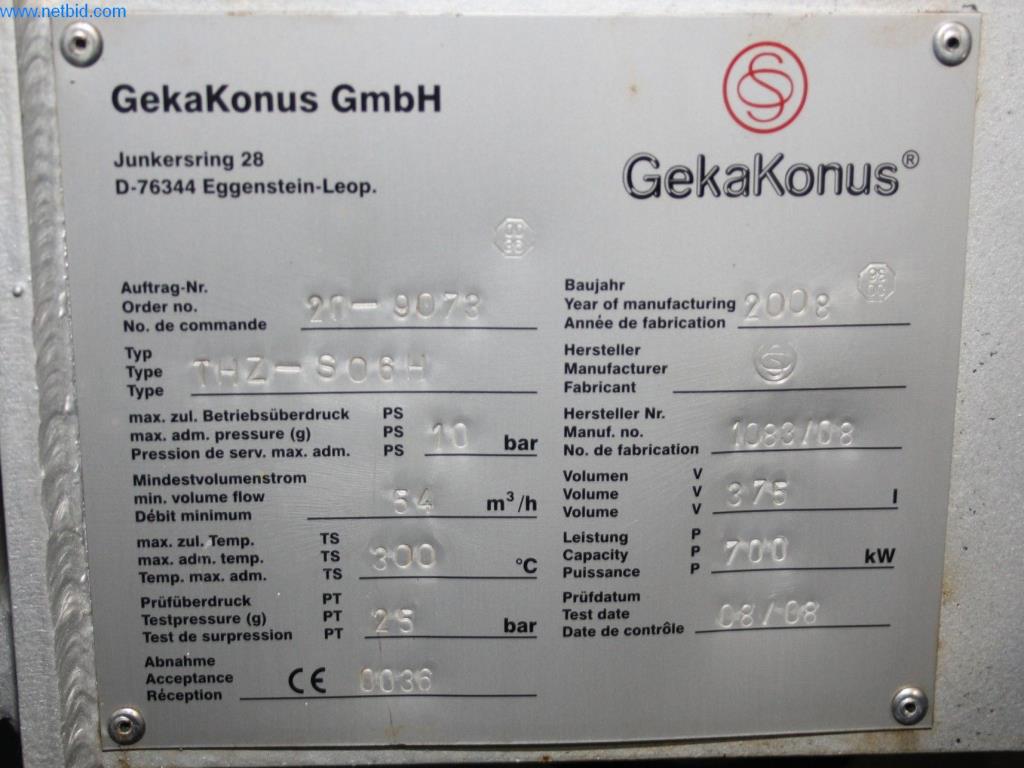 www.netbid.com
GekaKonus GmbH
Junkersring 28
D-76344 Eggenstein-Leop.
GekaKonus®
Auftrag-Nr.
Order no. 20-9073
No. de commande
Typ
Type THZ-S06H
Type
max. zul. Betriebsüberdruck PS
max. adm. pressure (g) PS 10 bar
Pression de serv. max. adm. PS
Mindestvolumenstrom
min. volume flow 54 m³/h
Débit minimum
max. zul. Temp. TS
max. adm. temp. TS 300 °C
Temp. max. adm. TS
Prüfüberdruck PT
Testpressure (g) PT 25 bar
Test de surpression PT
Abnahme
Acceptance CE 0036
Réception
Baujahr
Year of manufacturing 2008
Année de fabrication
Hersteller
Manufacturer
Fabricant
Hersteller Nr.
Manuf. no. 1083/08
No. de fabrication
Volumen V
Volume V 375 l
Volume V
Leistung P
Capacity P 700 kW
Puissance P
Prüfdatum
Test date 08/08
Date de contrôle